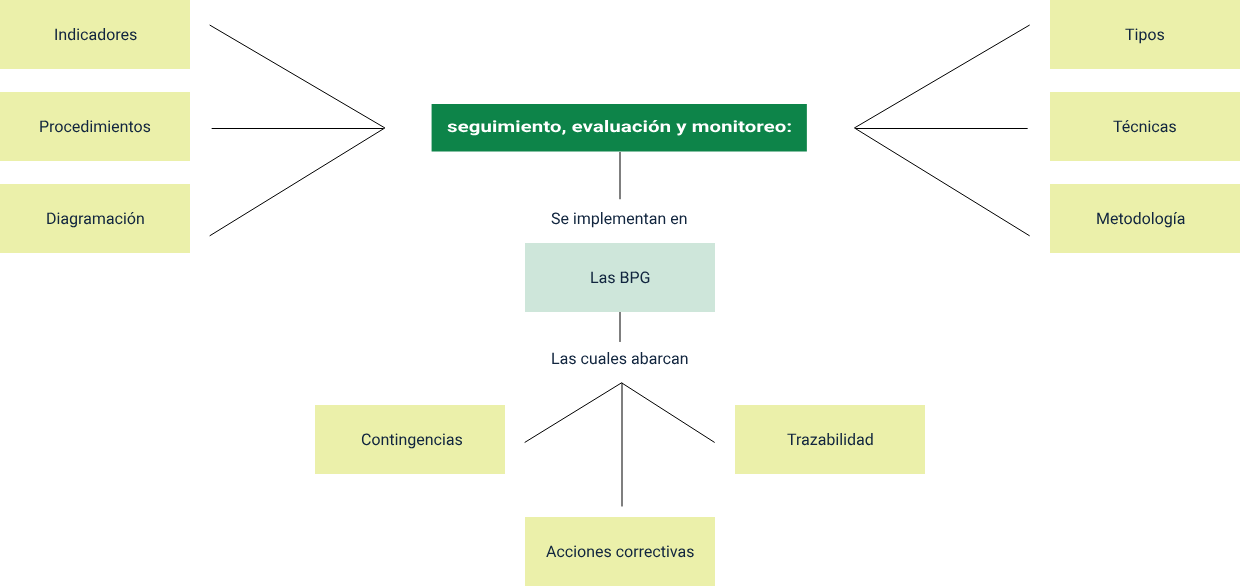 Indicadores
Tipos
Procedimientos
seguimiento, evaluación y monitoreo:
Técnicas
Diagramación
Se implementan en
Metodología
Las BPG
Las cuales abarcan
Contingencias
Trazabilidad
Acciones correctivas